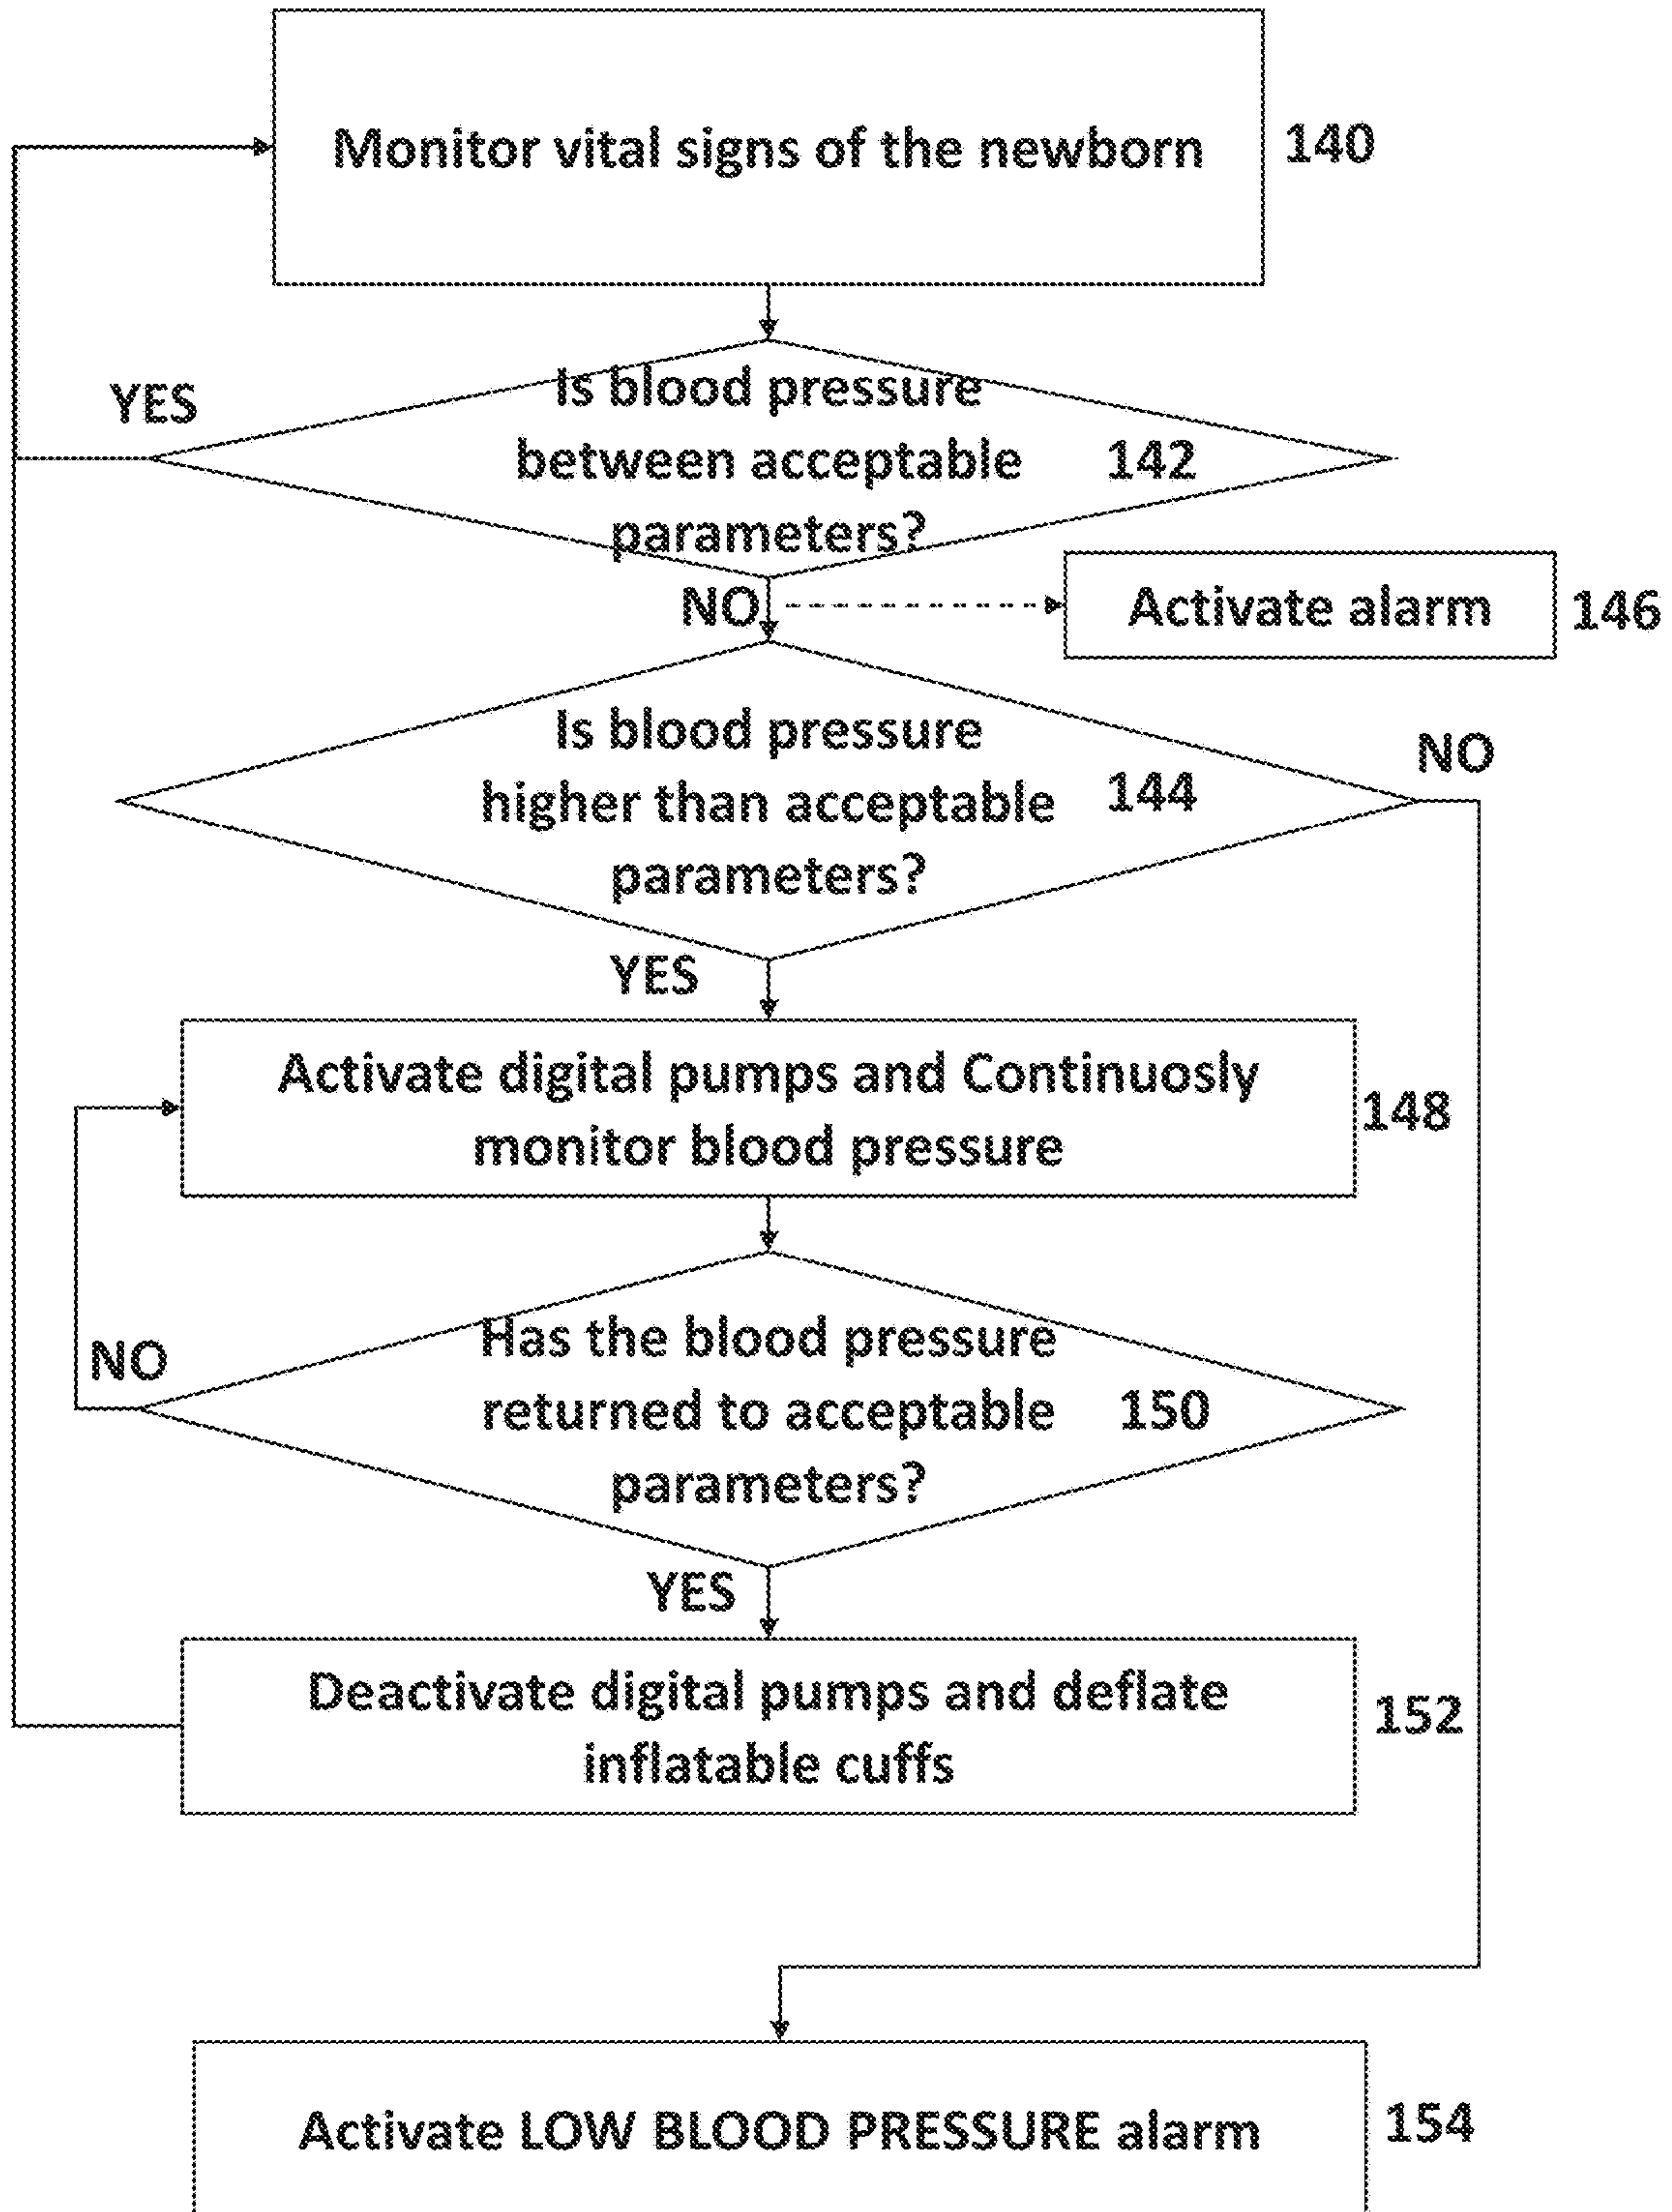 Monitor vital signs of the newborn
140
YES
Is blood pressure
between acceptable
parameters?
142
NO
Activate alarm
146
Is blood pressure
higher than acceptable
parameters?
144
NO
YES
Activate digital pumps and Continuosly
monitor blood pressure
148
Has the blood pressure
returned to acceptable
parameters?
150
NO
YES
Deactivate digital pumps and deflate
inflatable cuffs
152
Activate LOW BLOOD PRESSURE alarm
154